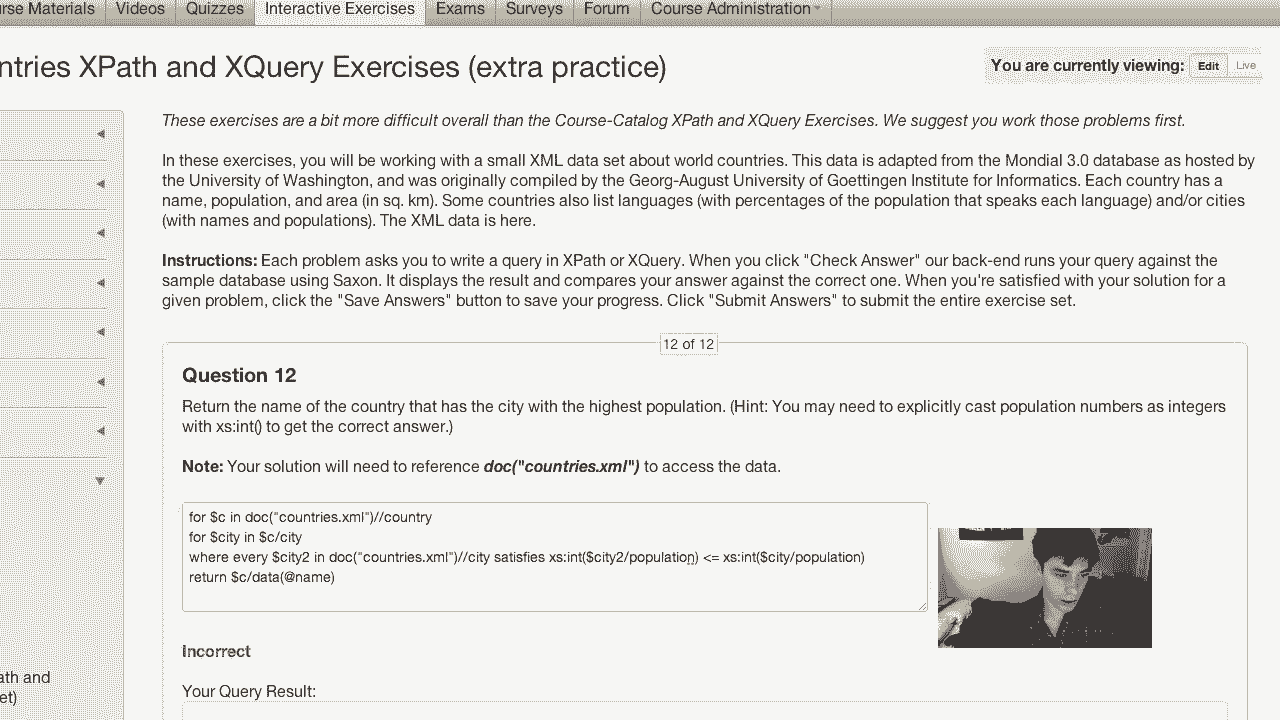 Materials Videos Quizzes Interactive Exercises Exams Surveys Forum Course Administration
XPath and XQuery Exercises (extra practice)
You are currently viewing: Edit Live
These exercises are a bit more difficult overall than the Course-Catalog XPath and XQuery Exercises. We suggest you work those problems first.
In these exercises, you will be working with a small XML data set about world countries. This data is adapted from the Mondial 3.0 database as hosted by
the University of Washington, and was originally compiled by the Georg-August University of Goettingen Institute for Informatics. Each country has a
name, population, and area (in sq. km). Some countries also list languages (with percentages of the population that speaks each language) and/or cities
(with names and populations). The XML data is here.
Instructions: Each problem asks you to write a query in XPath or XQuery. When you click "Check Answer" our back-end runs your query against the
sample database using Saxon. It displays the result and compares your answer against the correct one. When you're satisfied with your solution for a
given problem, click the "Save Answers" button to save your progress. Click "Submit Answers" to submit the entire exercise set.
12 of 12
Question 12
Return the name of the country that has the city with the highest population. (Hint: You may need to explicitly cast population numbers as integers
with xs:int() to get the correct answer.)
Note: Your solution will need to reference doc("countries.xml") to access the data.
for $c in doc("countries.xml")//country
for $city in $c/city
where every $city2 in doc("countries.xml")//city satisfies xs:int($city2/population) <= xs:int($city/population)
return $c/data(@name)
Incorrect
Your Query Result:
and